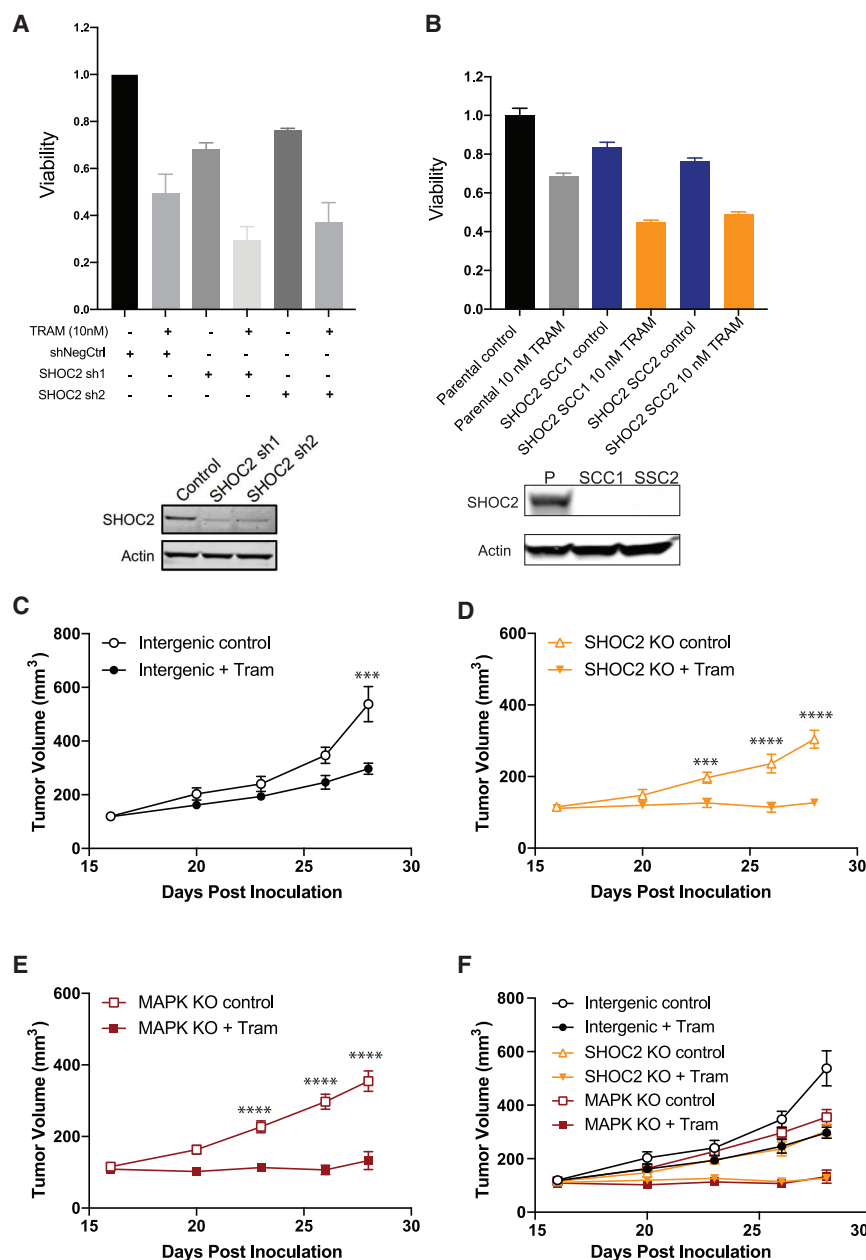 A
Viability
1.0
0.8
0.6
0.4
0.2
0.0
TRAM (10nM) - + - + - +
shNegCtrl + + - - - -
SHOC2 sh1 - - + + - -
SHOC2 sh2 - - - - + +
Control
SHOC2 sh1
SHOC2 sh2
SHOC2
Actin
B
Viability
1.2
1.0
0.8
0.6
0.4
0.2
0.0
Parental control
Parental 10 nM TRAM
SHOC2 SCC1 control
SHOC2 SCC1 10 nM TRAM
SHOC2 SCC2 control
SHOC2 SCC2 10 nM TRAM
P SCC1 SSC2
SHOC2
Actin
C
Intergenic control
Intergenic + Tram
***
Tumor Volume (mm³)
800
600
400
200
0
15 20 25 30
Days Post Inoculation
D
SHOC2 KO control
SHOC2 KO + Tram
*** **** ****
Tumor Volume (mm³)
600
400
200
0
15 20 25 30
Days Post Inoculation
E
MAPK KO control
MAPK KO + Tram
**** **** ****
Tumor Volume (mm³)
600
400
200
0
15 20 25 30
Days Post Inoculation
F
Intergenic control
Intergenic + Tram
SHOC2 KO control
SHOC2 KO + Tram
MAPK KO control
MAPK KO + Tram
Tumor Volume (mm³)
800
600
400
200
0
15 20 25 30
Days Post Inoculation